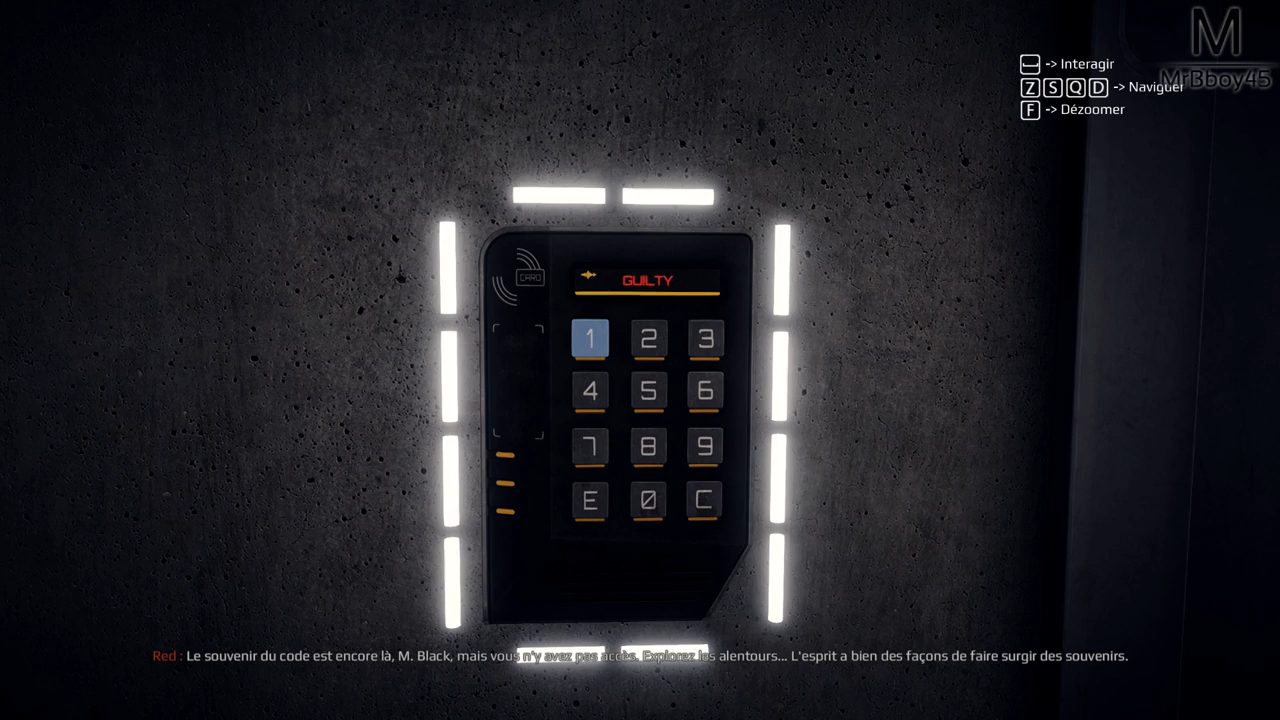 M
MrBboy45
-> Interagir
Z S Q D -> Naviguer
F -> Dézoomer
CARD
GUILTY
1 2 3
4 5 6
7 8 9
E 0 C
Red : Le souvenir du code est encore là, M. Black, mais vous n'y avez pas accès. Explorez les alentours... L'esprit a bien des façons de faire surgir des souvenirs.